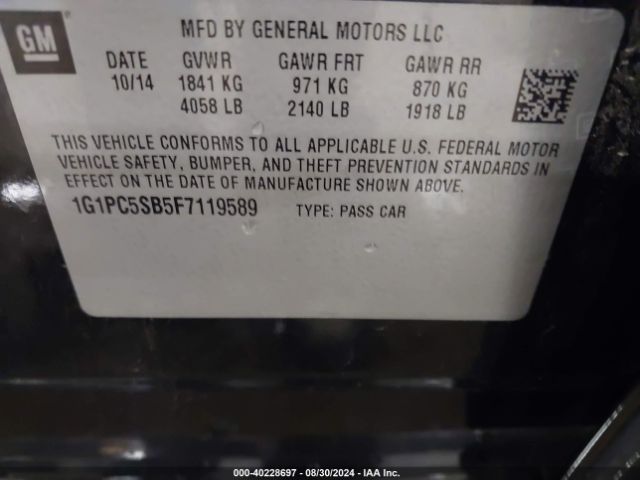 GM
MFD BY GENERAL MOTORS LLC
DATE GVWR GAWR FRT GAWR RR
10/14 1841 KG 971 KG 870 KG
4058 LB 2140 LB 1918 LB
THIS VEHICLE CONFORMS TO ALL APPLICABLE U.S. FEDERAL MOTOR
VEHICLE SAFETY, BUMPER, AND THEFT PREVENTION STANDARDS IN
EFFECT ON THE DATE OF MANUFACTURE SHOWN ABOVE.
1G1PC5SB5F7119589 TYPE: PASS CAR
000-40228697 - 08/30/2024 - IAA Inc.